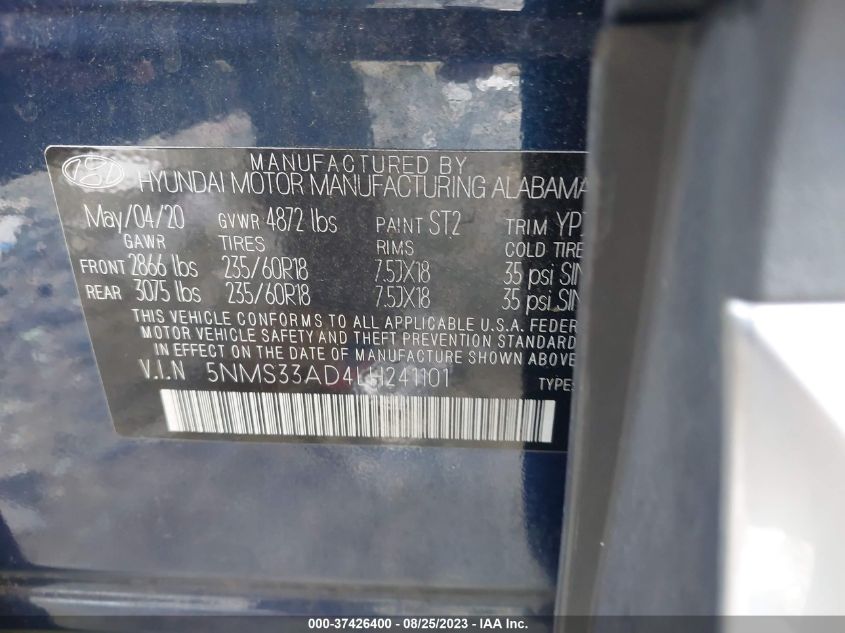 MANUFACTURED BY
HYUNDAI MOTOR MANUFACTURING ALABAMA
May/04/20 GVWR 4872 lbs PAINT ST2 TRIM
GAWR TIRES RIMS COLD TIRE
FRONT 2866 lbs 235/60R18 7.5JX18 35 psi
REAR 3075 lbs 235/60R18 7.5JX18 35 psi
THIS VEHICLE CONFORMS TO ALL APPLICABLE U.S.A.
MOTOR VEHICLE SAFETY AND THEFT PREVENTION STANDARD
IN EFFECT ON THE DATE OF MANUFACTURE SHOWN ABOVE
V.I.N 5NMS33AD4LH241101 TYPE:
000-37426400 - 08/25/2023 - IAA Inc.